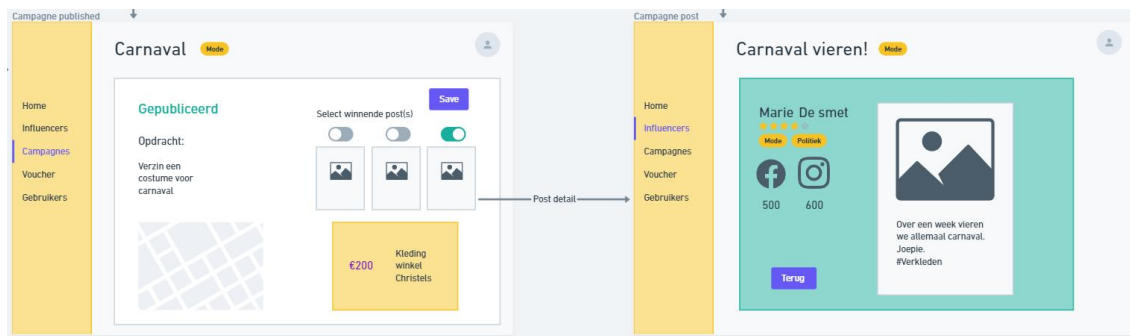 Campagne published
Carnaval
Mode
Home
Influencers
Campagnes
Voucher
Gebruikers
Gepubliceerd
Save
Select winnende post(s)
Opdracht:
Verzin een
costume voor
carnaval
€200
Kleding
winkel
Christels
Post detail
Campagne post
Carnaval vieren!
Mode
Home
Influencers
Campagnes
Voucher
Gebruikers
Marie De smet
Mode
Politiek
500
600
Over een week vieren
we allemaal carnaval.
Joepie.
#Verkleden
Terug